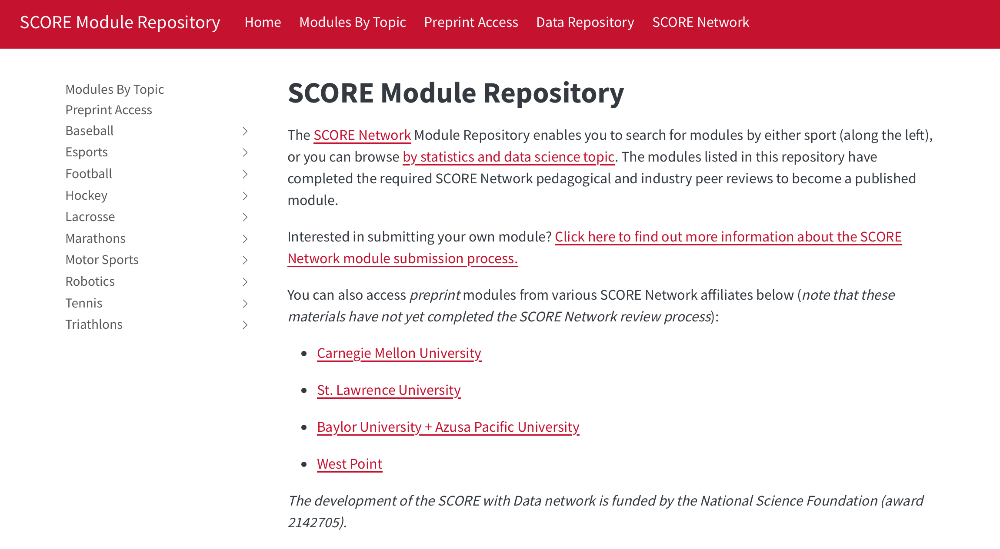 SCORE Module Repository Home Modules By Topic Preprint Access Data Repository SCORE Network
Modules By Topic
Preprint Access
Baseball
Esports
Football
Hockey
Lacrosse
Marathons
Motor Sports
Robotics
Tennis
Triathlons
SCORE Module Repository
The SCORE Network Module Repository enables you to search for modules by either sport (along the left),
or you can browse by statistics and data science topic. The modules listed in this repository have
completed the required SCORE Network pedagogical and industry peer reviews to become a published
module.
Interested in submitting your own module? Click here to find out more information about the SCORE
Network module submission process.
You can also access preprint modules from various SCORE Network affiliates below (note that these
materials have not yet completed the SCORE Network review process):
Carnegie Mellon University
St. Lawrence University
Baylor University + Azusa Pacific University
West Point
The development of the SCORE with Data network is funded by the National Science Foundation (award
2142705).